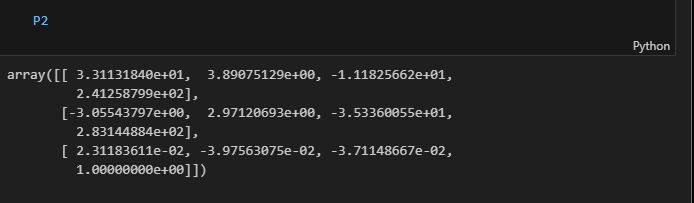 P2
Python
array([[ 3.31131840e+01,  3.89075129e+00, -1.11825662e+01,
         2.41258799e+02],
       [-3.05543797e+00,  2.97120693e+00, -3.53360055e+01,
         2.83144884e+02],
       [ 2.31183611e-02, -3.97563075e-02, -3.71148667e-02,
         1.00000000e+00]])